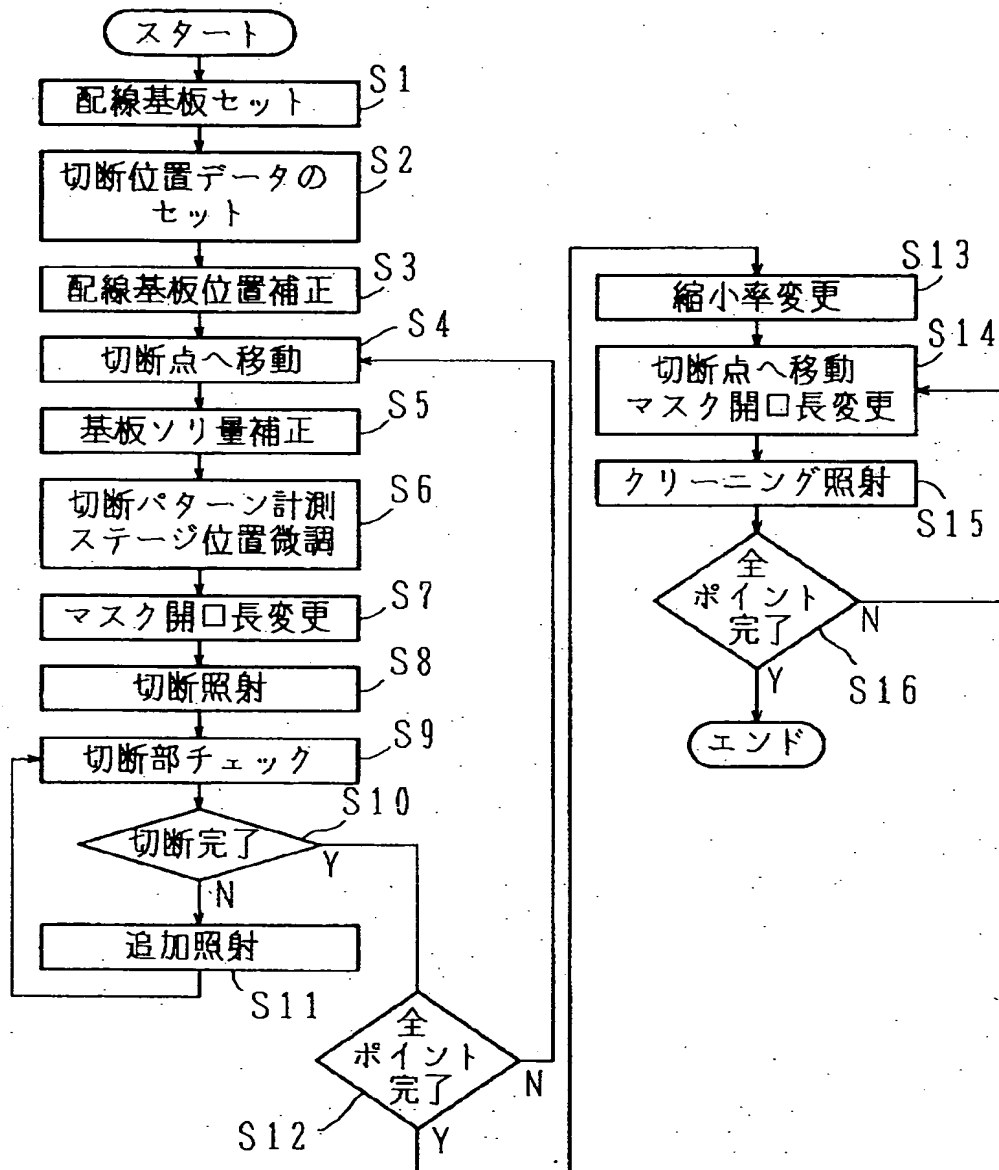 スタート
S1
配線基板セット
S2
切断位置データの
セット
S3
配線基板位置補正
S4
切断点へ移動
S5
基板ソリ量補正
S6
切断パターン計測
ステージ位置微調
S7
マスク開口長変更
S8
切断照射
S9
切断部チェック
S10
切断完了
Y
N
追加照射
S11
全
ポイント
完了
N
S12
Y
S13
縮小率変更
S14
切断点へ移動
マスク開口長変更
クリーニング照射
S15
全
ポイント
完了
N
Y
S16
エンド